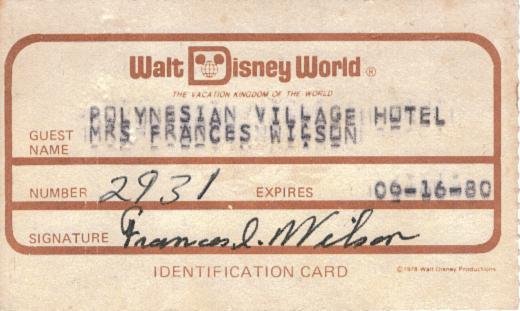 Walt Disney World ®
THE VACATION KINGDOM OF THE WORLD
POLYNESIAN VILLAGE HOTEL
GUEST NAME MRS FRANCES WILSON
NUMBER 2931 EXPIRES 06-16-80
SIGNATURE Frances I. Wilson
IDENTIFICATION CARD ©1978 Walt Disney Productions